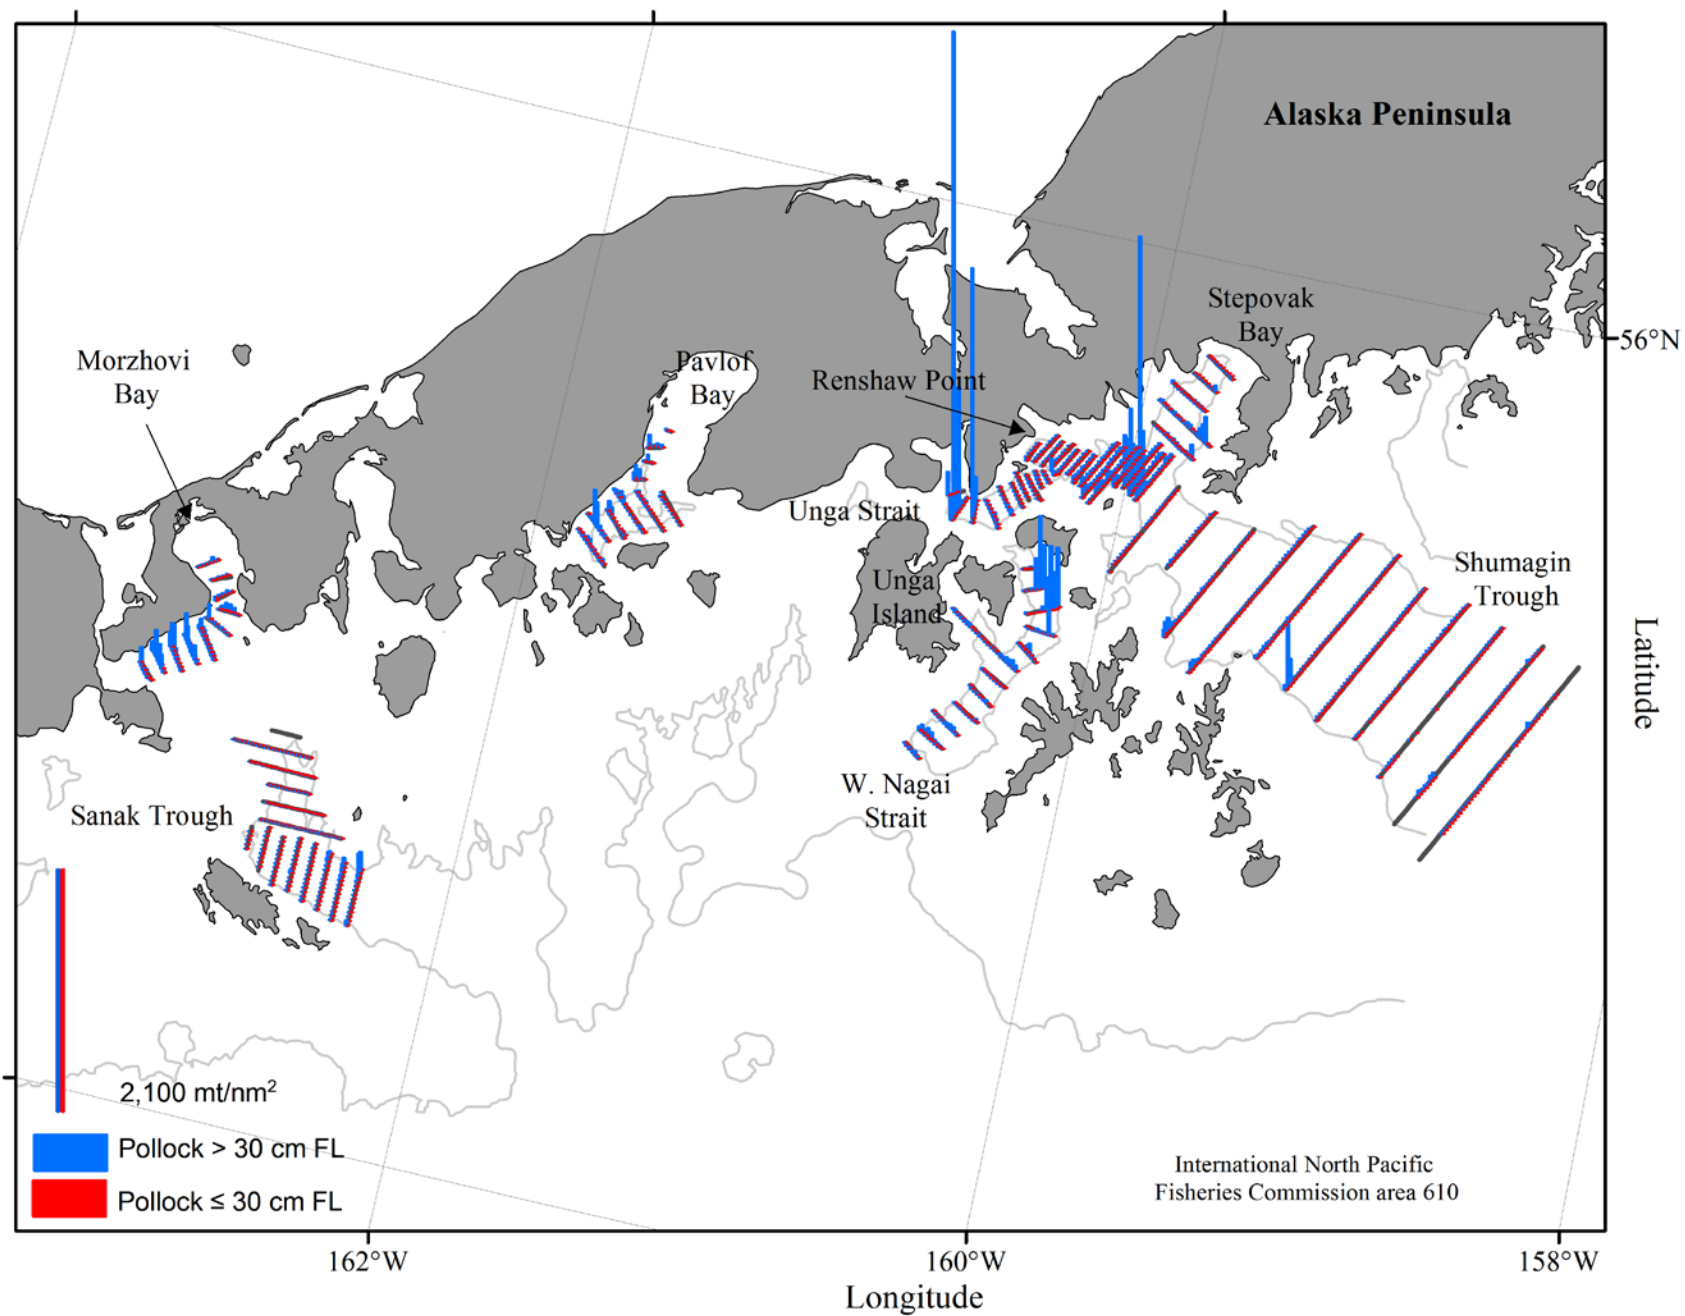 Alaska Peninsula
Stepovak
Bay
56°N
Morzhovi
Bay
Pavlof
Bay
Renshaw Point
Unga Strait
Unga
Island
Shumagin
Trough
Latitude
W. Nagai
Strait
Sanak Trough
2,100 mt/nm²
Pollock > 30 cm FL
Pollock ≤ 30 cm FL
International North Pacific
Fisheries Commission area 610
162°W
160°W
158°W
Longitude